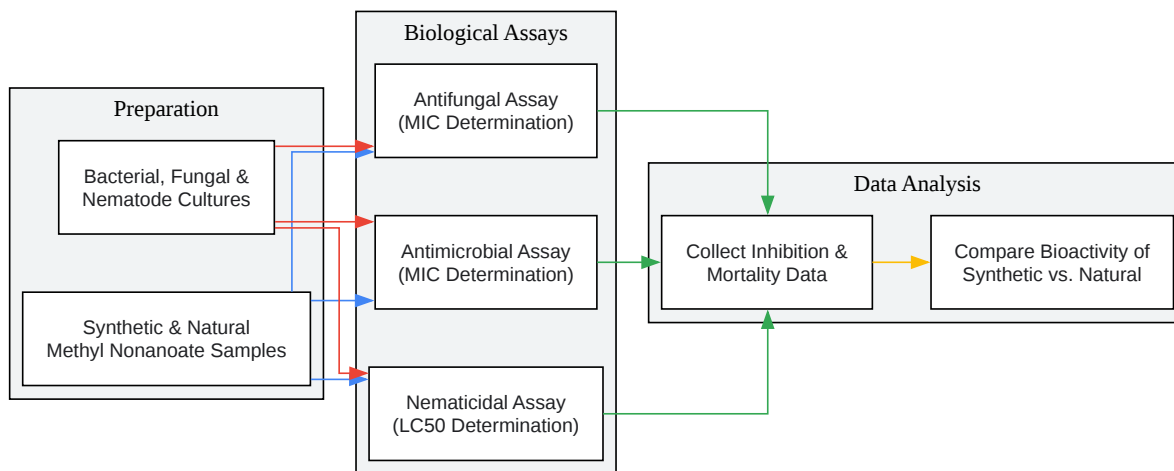 Preparation
Bacterial, Fungal &
Nematode Cultures
Synthetic & Natural
Methyl Nonanoate Samples
Biological Assays
Antifungal Assay
(MIC Determination)
Antimicrobial Assay
(MIC Determination)
Nematicidal Assay
(LC50 Determination)
Data Analysis
Collect Inhibition &
Mortality Data
Compare Bioactivity of
Synthetic vs. Natural